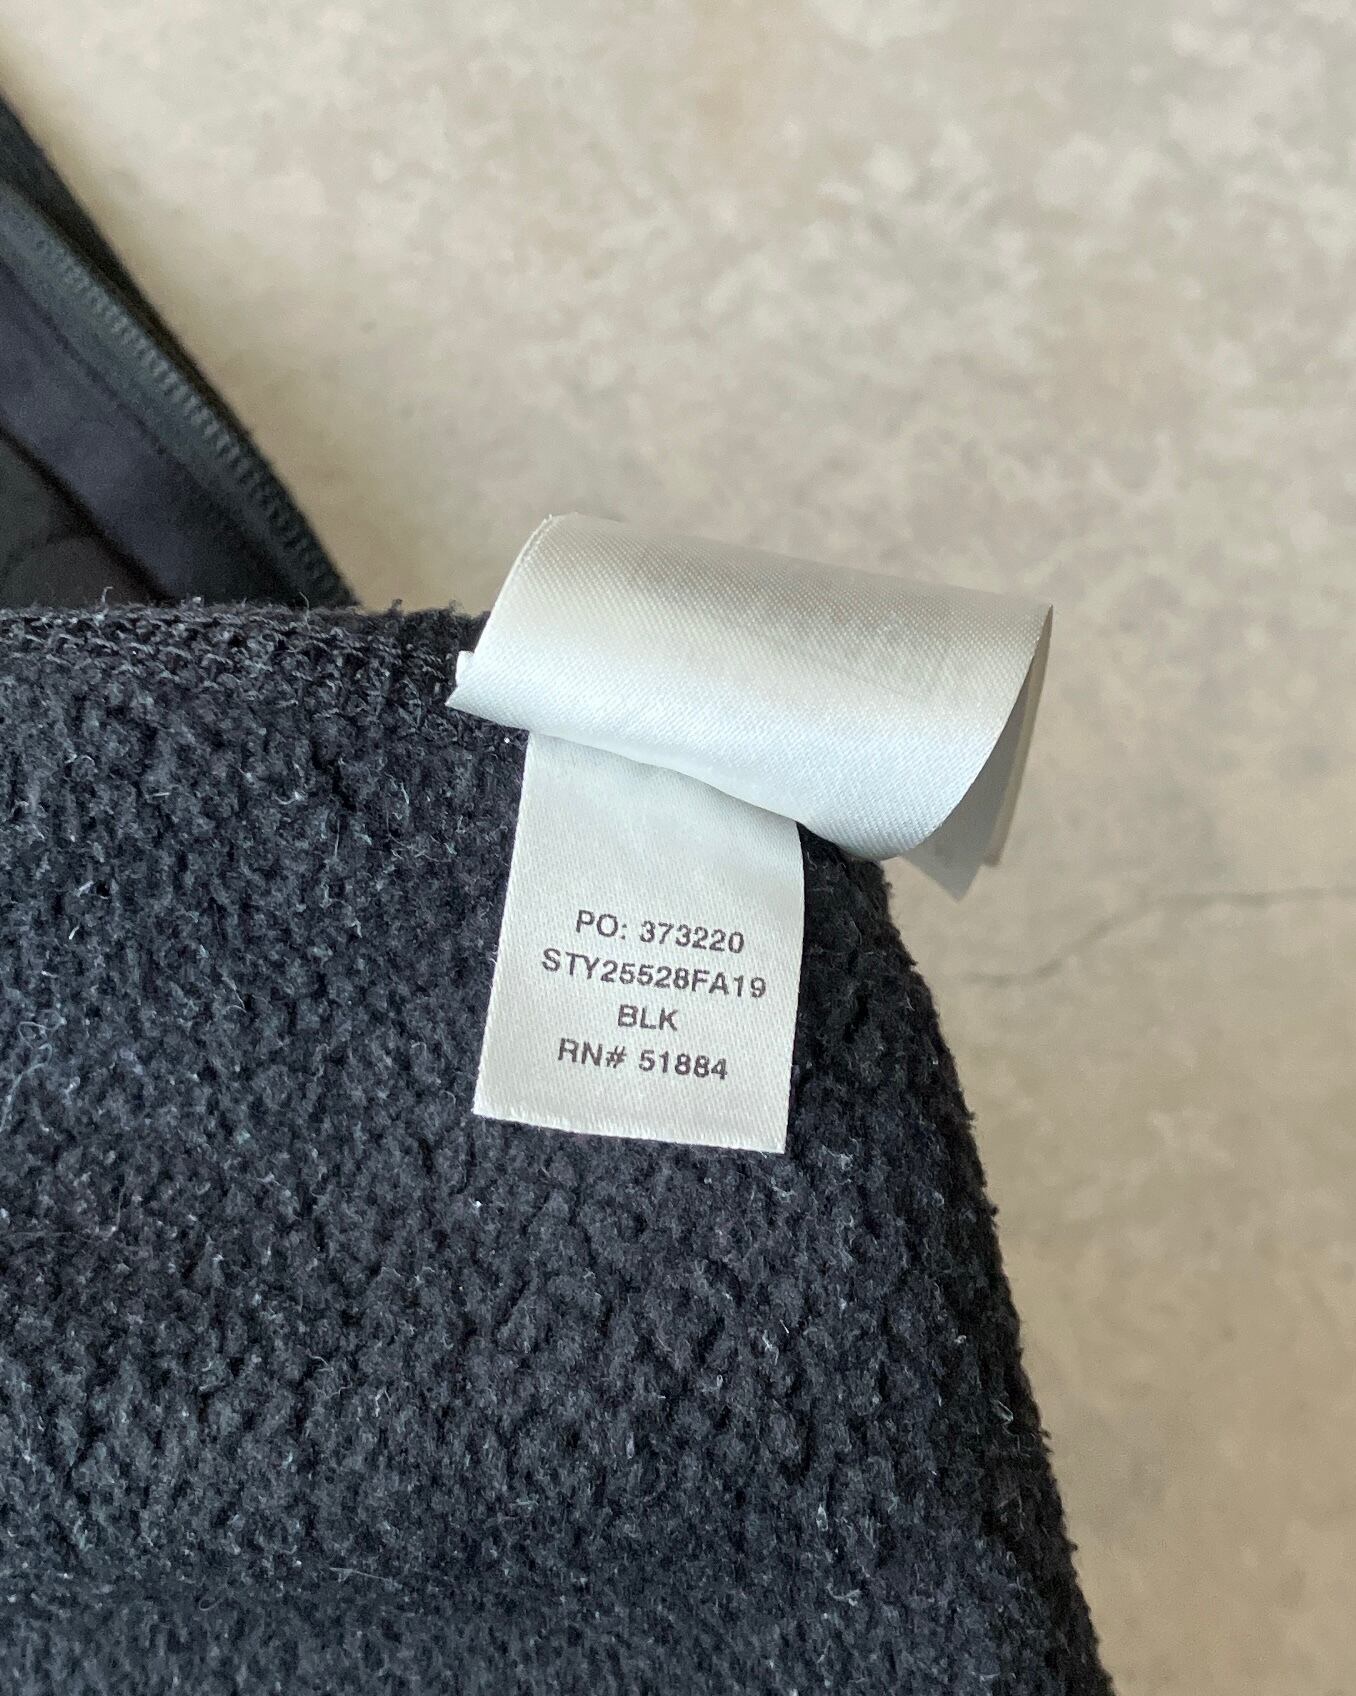 PO: 373220
STY25528FA19
BLK
RN# 51884